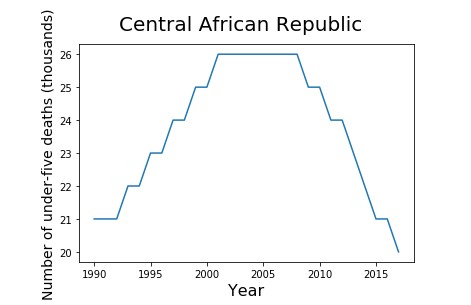 Central African Republic
Number of under-five deaths (thousands)
26
25
24
23
22
21
20
1990 1995 2000 2005 2010 2015
Year